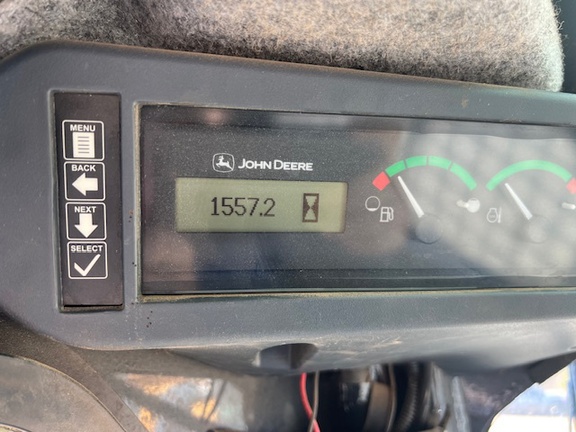 MENU
BACK
NEXT
SELECT
JOHN DEERE
1557.2